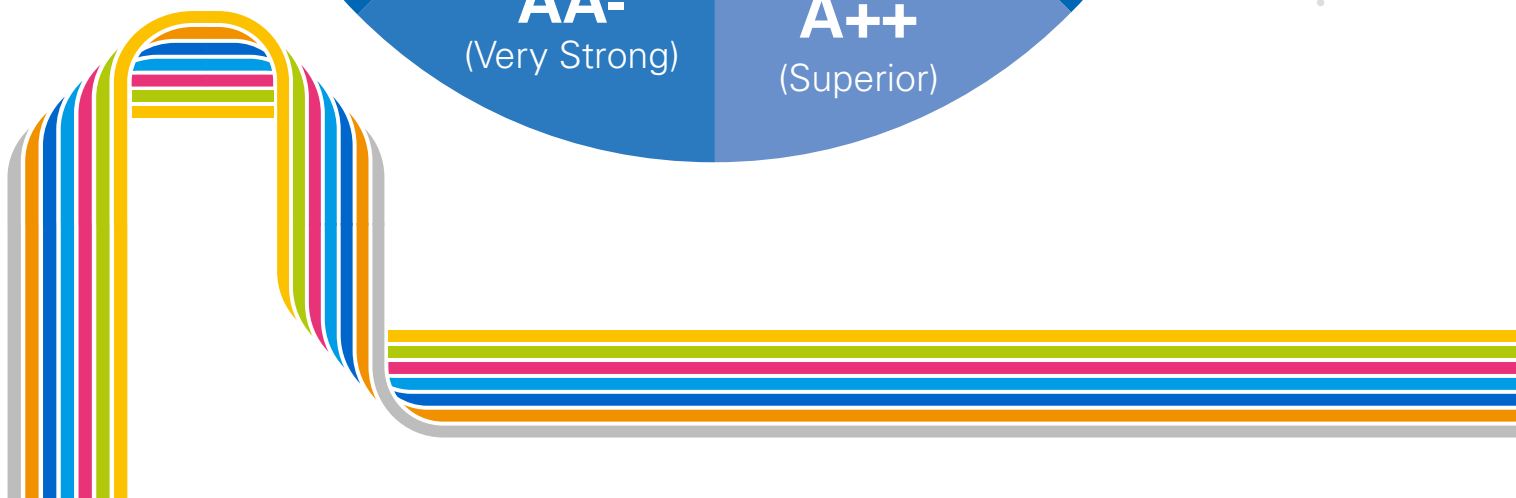 AA-
(Very Strong)
A++
(Superior)